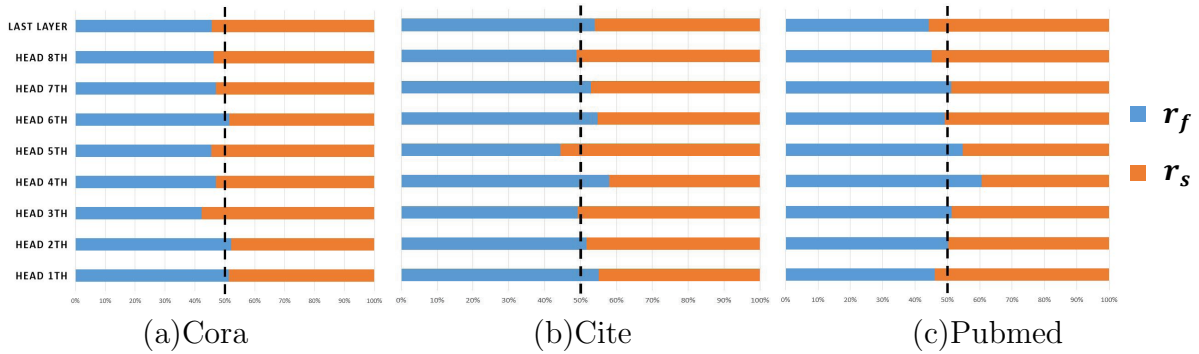 LAST LAYER
HEAD 8TH
HEAD 7TH
HEAD 6TH
HEAD 5TH
HEAD 4TH
HEAD 3TH
HEAD 2TH
HEAD 1TH
0% 10% 20% 30% 40% 50% 60% 70% 80% 90% 100%
(a)Cora
0% 10% 20% 30% 40% 50% 60% 70% 80% 90% 100%
(b)Cite
0% 10% 20% 30% 40% 50% 60% 70% 80% 90% 100%
(c)Pubmed
r_f
r_s